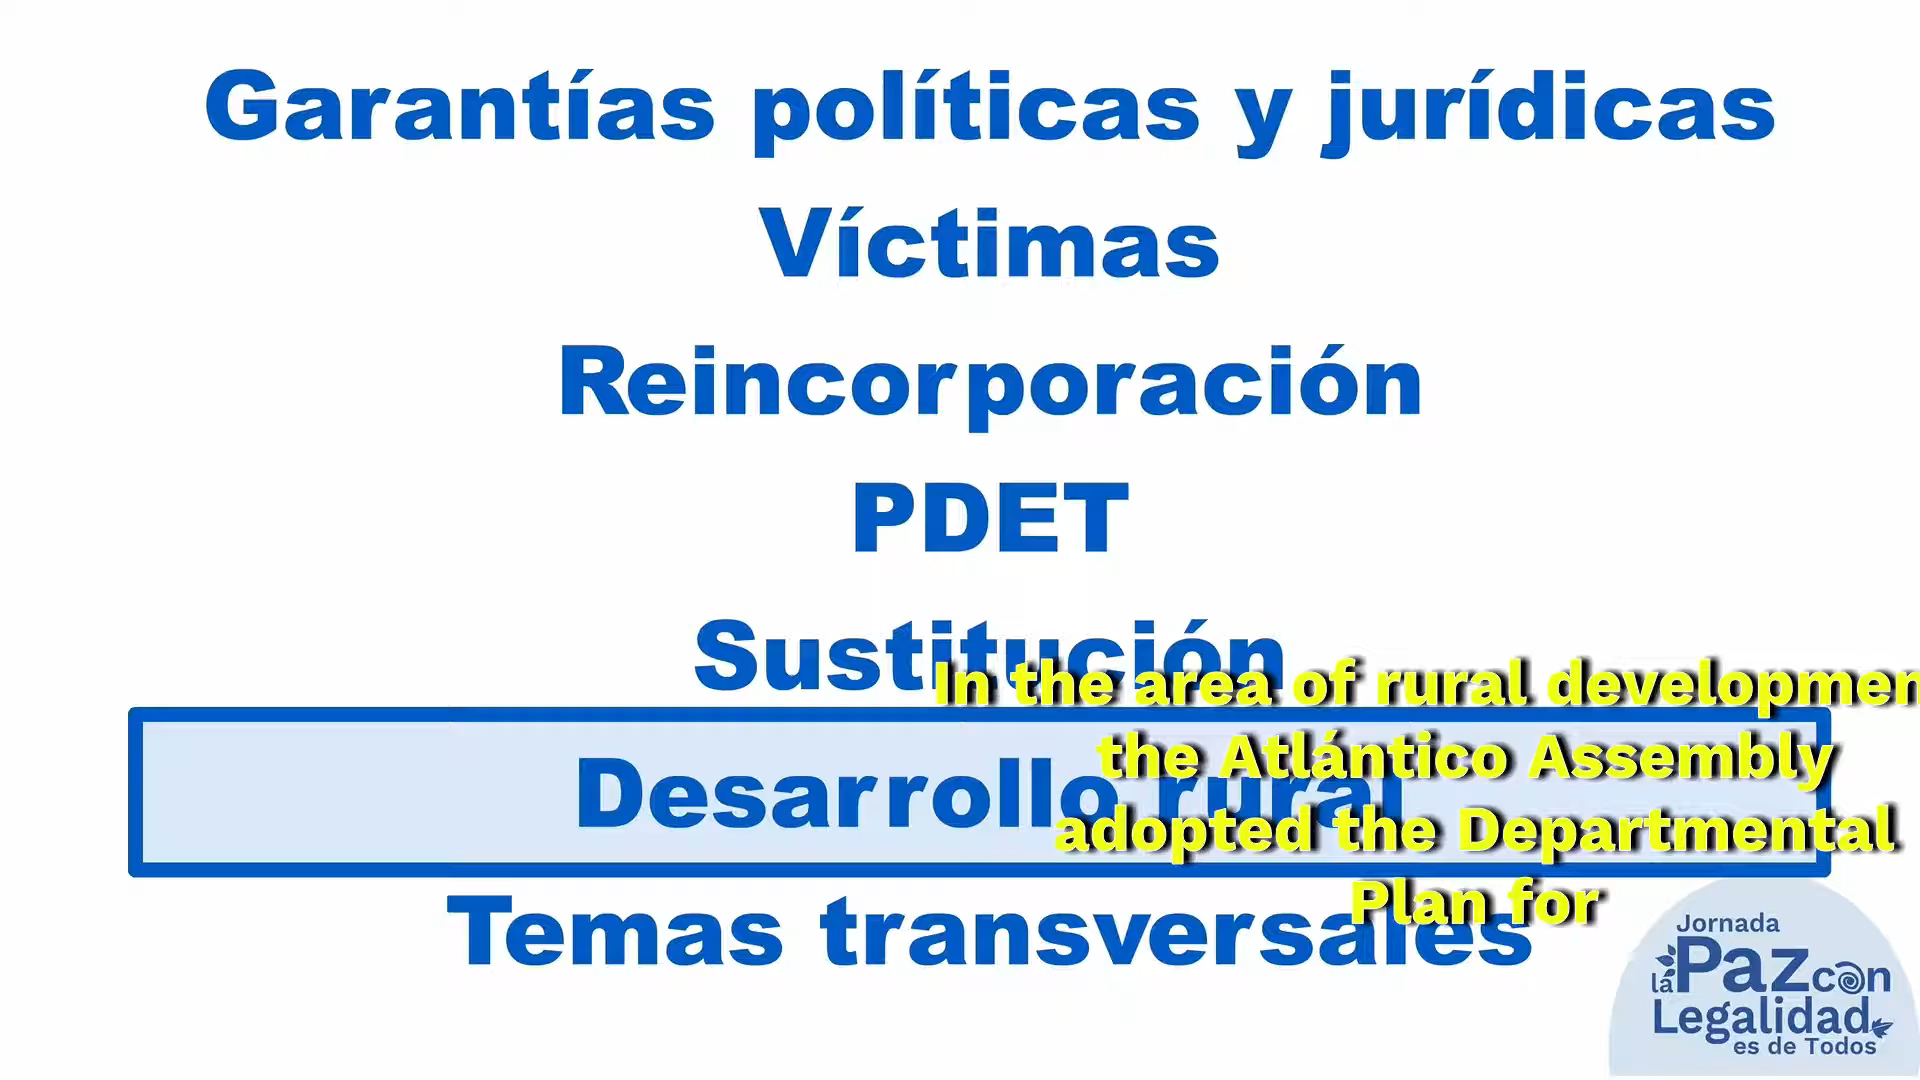 Garantías políticas y jurídicas
Víctimas
Reincorporación
PDET
Sustitución
Desarrollo rural
Temas transversales
In the area of rural developmen
the Atlántico Assembly
adopted the Departmental
Plan for
Jornada
la Paz con
Legalidad
es de Todos